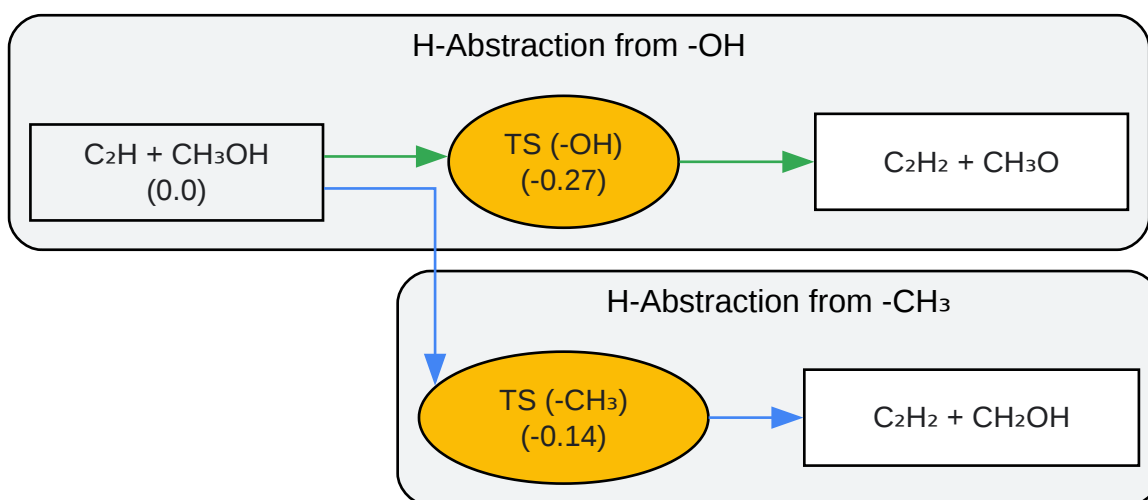 H-Abstraction from -OH
C₂H + CH₃OH
(0.0)
TS (-OH)
(-0.27)
C₂H₂ + CH₃O
H-Abstraction from -CH₃
TS (-CH₃)
(-0.14)
C₂H₂ + CH₂OH